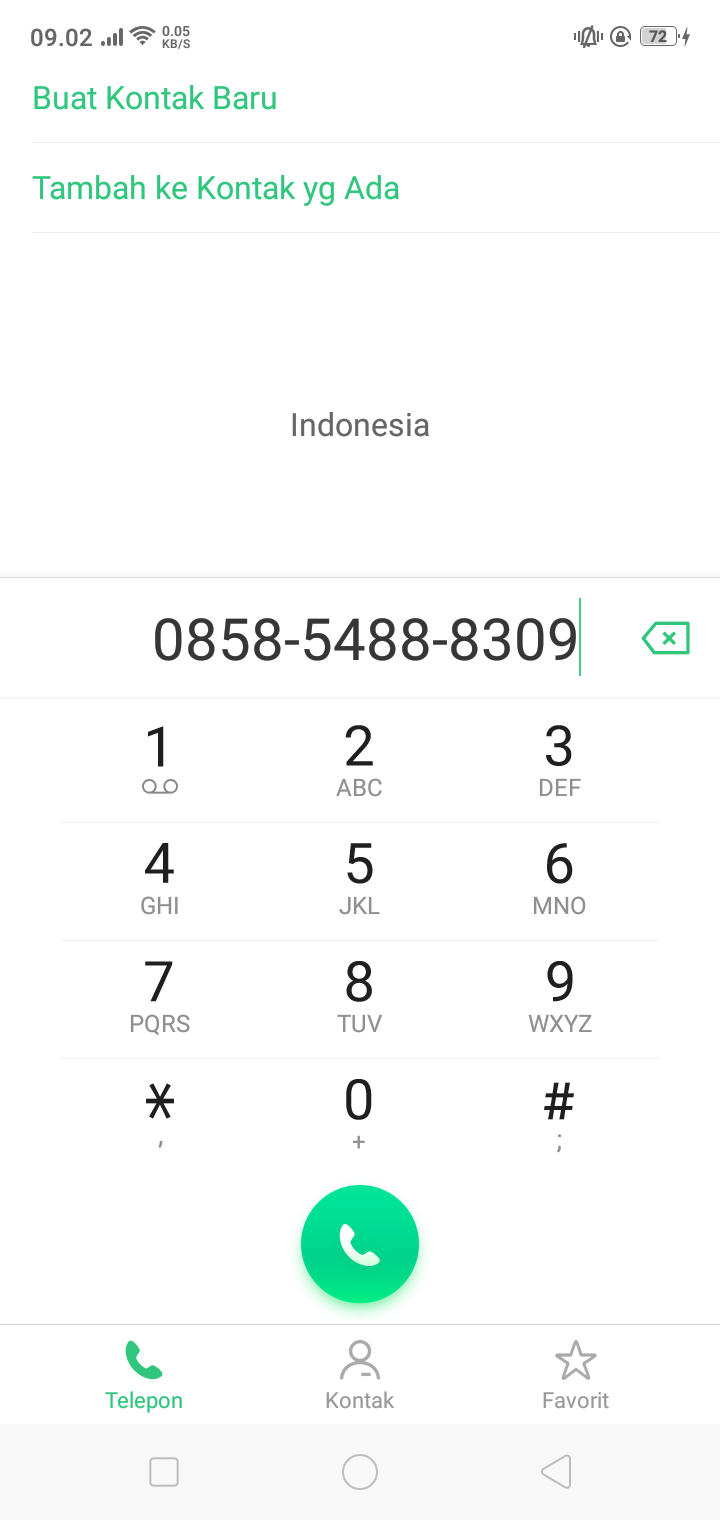 09.02 0.05 KB/S 72
Buat Kontak Baru
Tambah ke Kontak yg Ada
Indonesia
0858-5488-8309
1 2 3
ABC DEF
4 5 6
GHI JKL MNO
7 8 9
PQRS TUV WXYZ
* 0 #
, + ;
Telepon Kontak Favorit